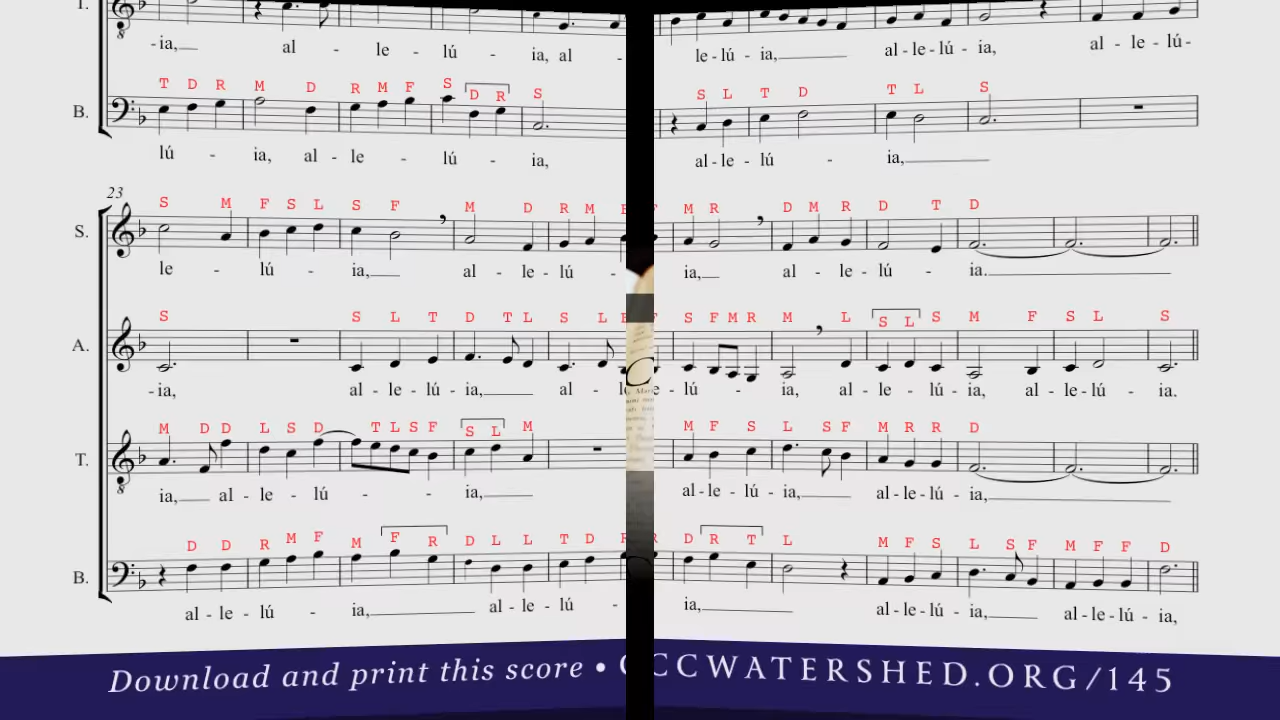 T.
-ia, al - le - lú - ia, al - le - lú - ia, al - le - lú - ia, al - le - lú -
T D R M D R M F S D R S S L T D T L S
B.
lú - ia, al - le - lú - ia, al - le - lú - ia,
23
S M F S L S F M D R M M R D M R D T D
S.
le - lú - ia, al - le - lú - ia, al - le - lú - ia.
S S L T D T L S L S F M R M L S L S M F S L S
A.
-ia, al - le - lú - ia, al - le - lú - ia, al - le - lú - ia, al - le - lú - ia.
M D D L S D T L S F S L M M F S L S F M R R D
T.
ia, al - le - lú - ia, al - le - lú - ia, al - le - lú - ia,
D D R M F M F R D L L T D D R T L M F S L S F M F F D
B.
al - le - lú - ia, al - le - lú - ia, al - le - lú - ia, al - le - lú - ia,
Download and print this score • CCCWATERSHED.ORG/145